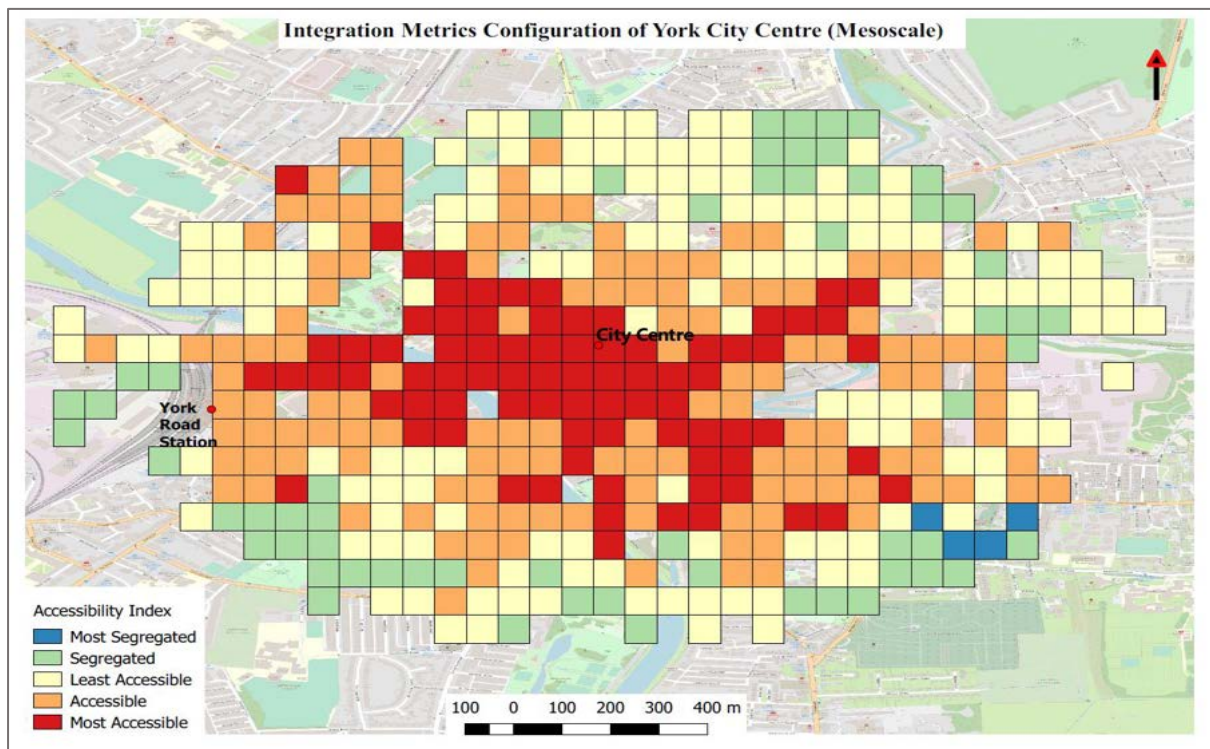 Integration Metrics Configuration of York City Centre (Mesoscale)
City Centre
York
Road
Station
Accessibility Index
Most Segregated
Segregated
Least Accessible
Accessible
Most Accessible
100 0 100 200 300 400 m